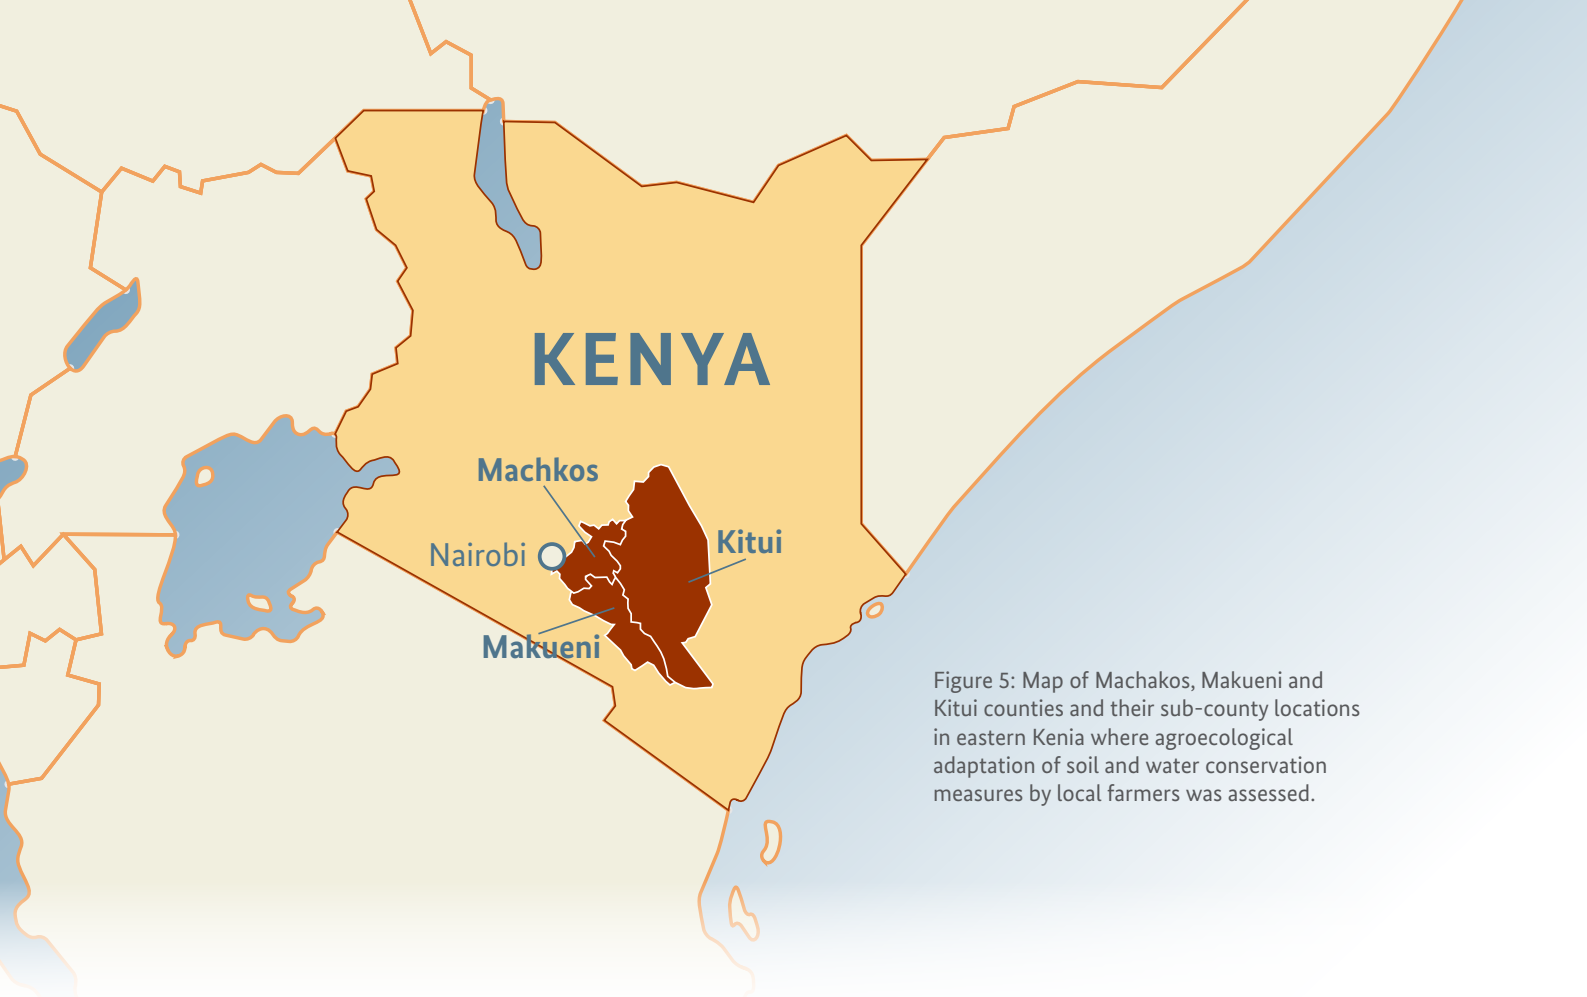 KENYA
Machkos
Kitui
Nairobi
Makueni
Figure 5: Map of Machakos, Makueni and
Kitui counties and their sub-county locations
in eastern Kenia where agroecological
adaptation of soil and water conservation
measures by local farmers was assessed.